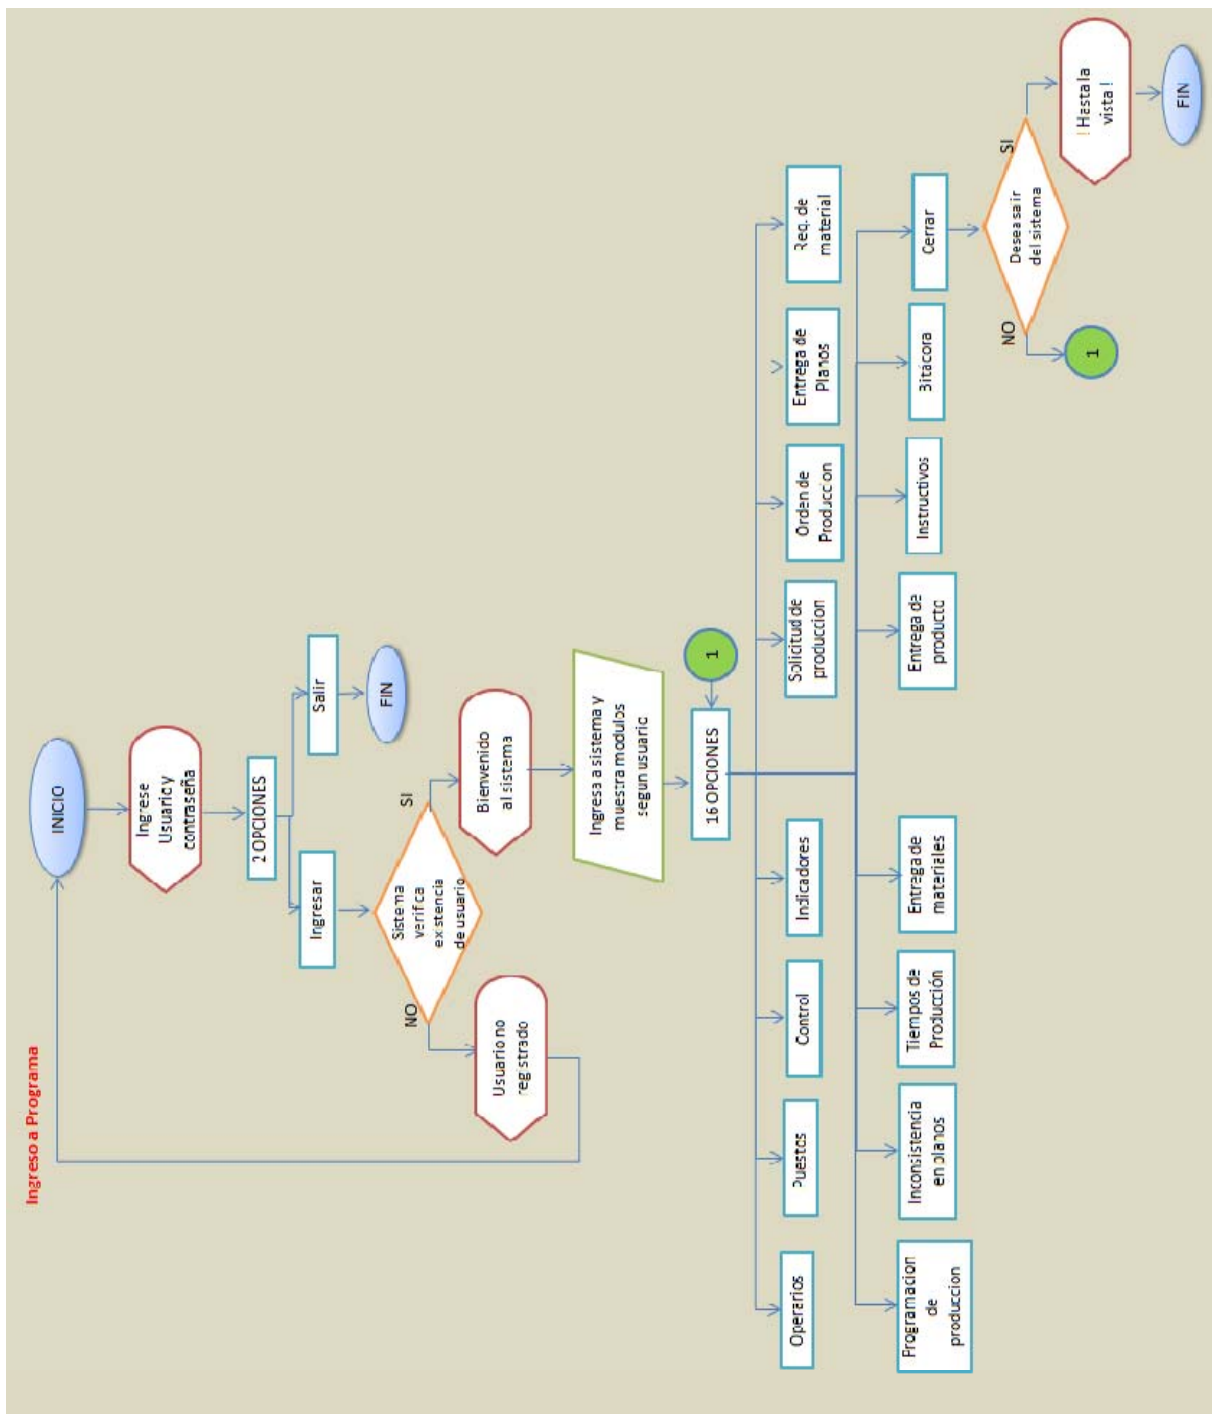 Ingreso a Programa
INICIO
Ingrese
Usuario y
contraseña
2 OPCIONES
Ingresar
Salir
FIN
Sistema
verifica
existencia
de usuario
NO
SI
Usuario no
registrado
Bienvenido
al sistema
Ingresa a sistema y
muestra modulos
segun usuario
1
16 OPCIONES
Operarios
Puestos
Control
Indicadores
Solicitud de
produccion
Orden de
Produccion
Entrega de
Planos
Req. de
material
Programacion
de
produccion
Inconsistencia
en planos
Tiempos de
Producción
Entrega de
materiales
Entrega de
producto
Instructivos
Bitácora
Cerrar
Desea salir
del sistema
NO
SI
1
! Hasta la
vista !
FIN